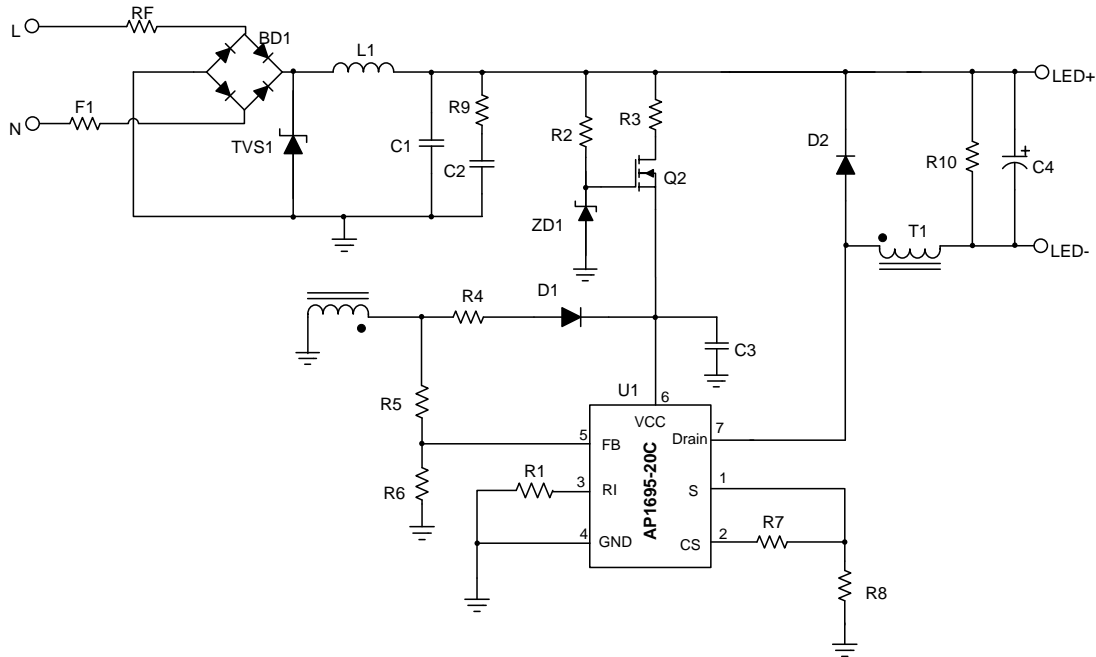 RF
L
BD1
L1
LED+
F1
N
R9
R2
R3
TVS1
C1
C2
D2
R10
+
C4
Q2
ZD1
T1
LED-
R4
D1
C3
R5
U1
6
VCC
5
FB
Drain
7
R6
R1
3
RI
AP1695-20C
S
1
4
GND
CS
2
R7
R8